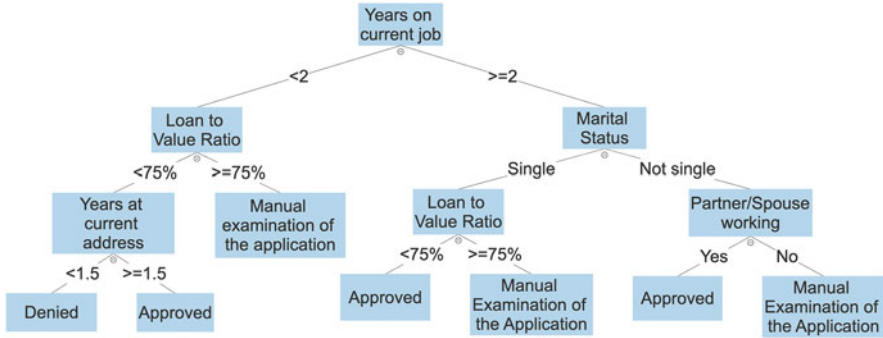 Years on
current job
<2
>=2
Loan to
Value Ratio
Marital
Status
<75%
>=75%
Single
Not single
Years at
current
address
Manual
examination of
the application
Loan to
Value Ratio
Partner/Spouse
working
<1.5
>=1.5
<75%
>=75%
Yes
No
Denied
Approved
Approved
Manual
Examination of
the Application
Approved
Manual
Examination of
the Application